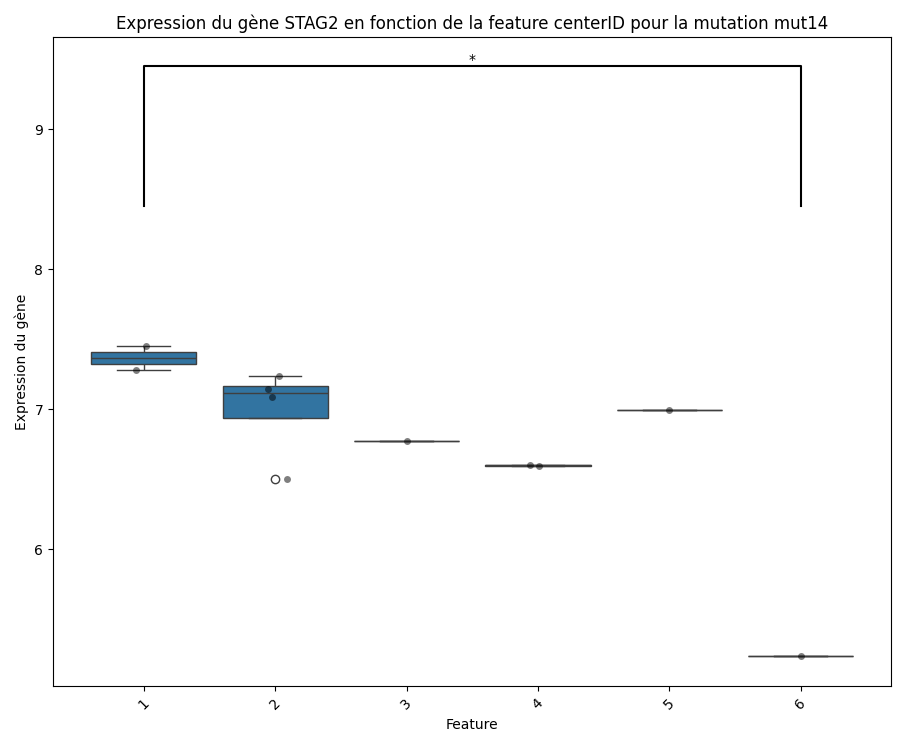 Expression du gène STAG2 en fonction de la feature centerID pour la mutation mut14
*
9
8
7
6
Expression du gène
1 2 3 4 5 6
Feature